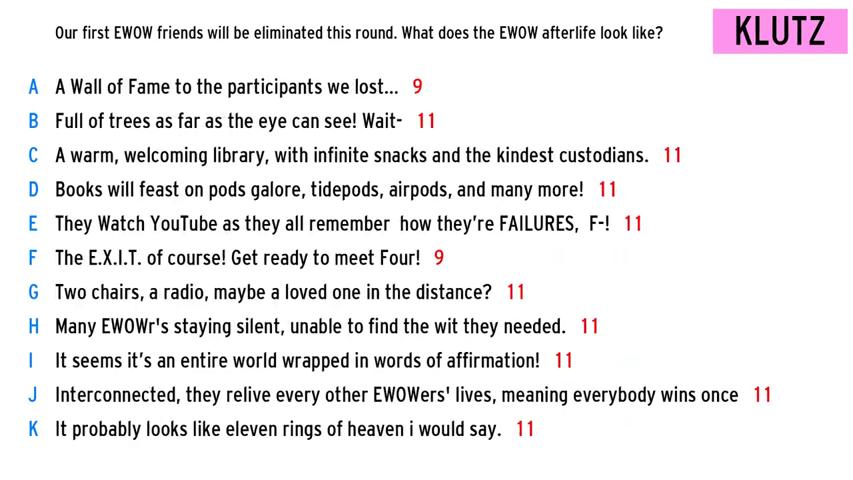 Our first EWOW friends will be eliminated this round. What does the EWOW afterlife look like?
KLUTZ
A A Wall of Fame to the participants we lost... 9
B Full of trees as far as the eye can see! Wait- 11
C A warm, welcoming library, with infinite snacks and the kindest custodians. 11
D Books will feast on pods galore, tidepods, airpods, and many more! 11
E They Watch YouTube as they all remember  how they're FAILURES,  F-! 11
F The E.X.I.T. of course! Get ready to meet Four! 9
G Two chairs, a radio, maybe a loved one in the distance? 11
H Many EWOWr's staying silent, unable to find the wit they needed. 11
I It seems it's an entire world wrapped in words of affirmation! 11
J Interconnected, they relive every other EWOWers' lives, meaning everybody wins once 11
K It probably looks like eleven rings of heaven i would say. 11